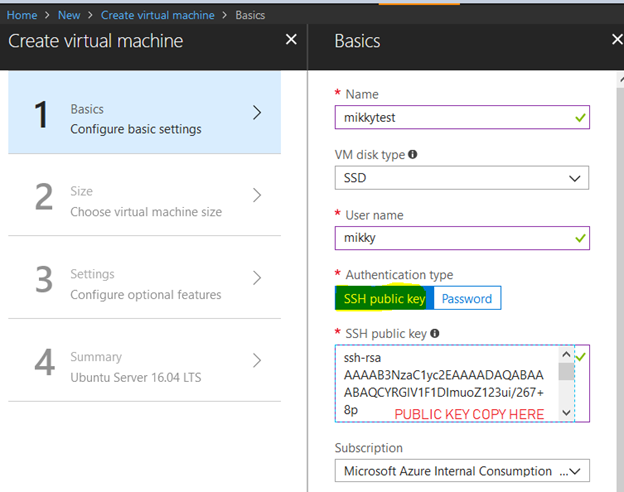 Home > New > Create virtual machine > Basics
Create virtual machine
1
Basics
Configure basic settings
2
Size
Choose virtual machine size
3
Settings
Configure optional features
4
Summary
Ubuntu Server 16.04 LTS
Basics
* Name
mikkytest
VM disk type
SSD
* User name
mikky
* Authentication type
SSH public key Password
* SSH public key
ssh-rsa
AAAAB3NzaC1yc2EAAAADAQABAA
ABAQCYRGIV1F1DImuoZ123ui/267+
8p
PUBLIC KEY COPY HERE
Subscription
Microsoft Azure Internal Consumption ...